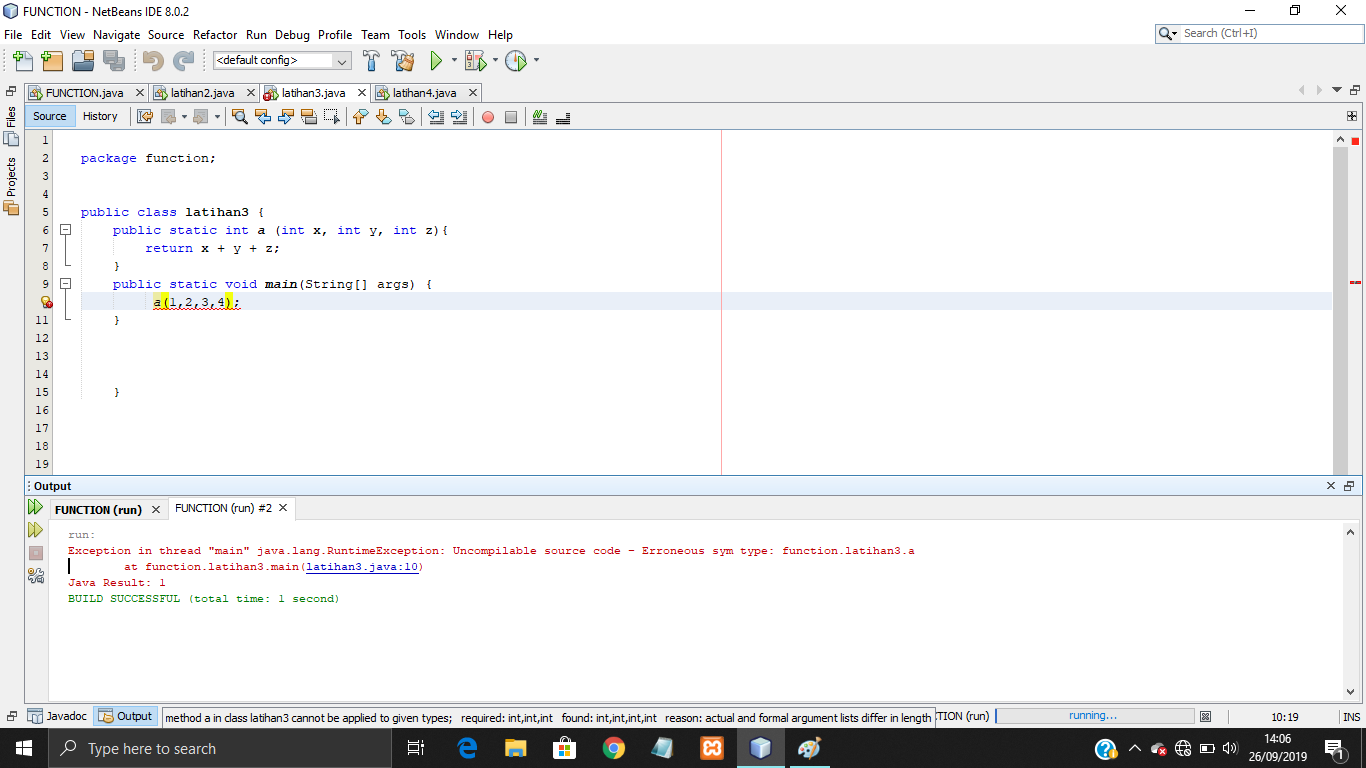 FUNCTION - NetBeans IDE 8.0.2
File Edit View Navigate Source Refactor Run Debug Profile Team Tools Window Help
Search (Ctrl+I)
<default config>
FUNCTION.java latihan2.java latihan3.java latihan4.java
Files
Projects
Source History
1
2 package function;
3
4
5 public class latihan3 {
6 public static int a (int x, int y, int z){
7 return x + y + z;
8 }
9 public static void main(String[] args) {
a(1,2,3,4);
11 }
12
13
14
15 }
16
17
18
19
Output
FUNCTION (run) FUNCTION (run) #2
run:
Exception in thread "main" java.lang.RuntimeException: Uncompilable source code - Erroneous sym type: function.latihan3.a
at function.latihan3.main(latihan3.java:10)
Java Result: 1
BUILD SUCCESSFUL (total time: 1 second)
Javadoc Output method a in class latihan3 cannot be applied to given types; required: int,int,int found: int,int,int,int reason: actual and formal argument lists differ in length TION (run) running... 10:19 INS
Type here to search
14:06
26/09/2019
1